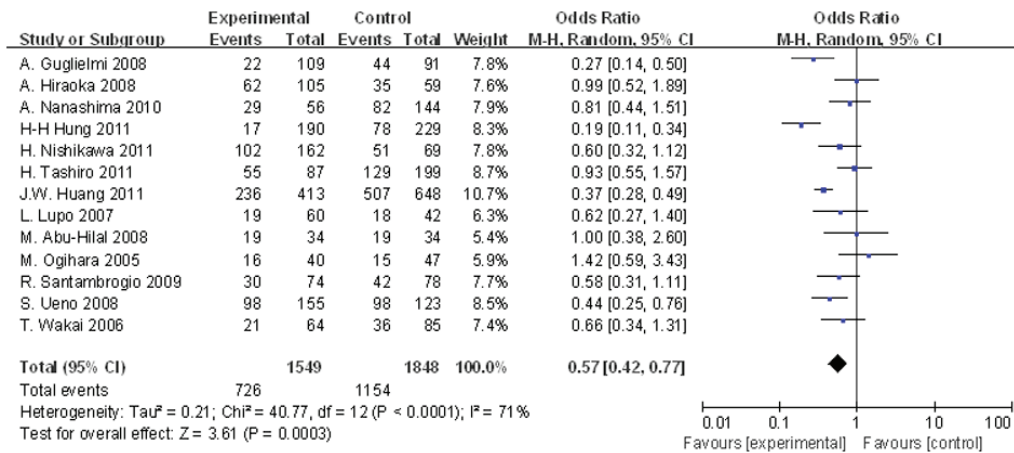 Experimental Control Odds Ratio Odds Ratio
Study or Subgroup Events Total Events Total Weight M-H, Random, 95% CI M-H, Random, 95% CI
A. Guglielmi 2008 22 109 44 91 7.8% 0.27 [0.14, 0.50]
A. Hiraoka 2008 62 105 35 59 7.6% 0.99 [0.52, 1.89]
A. Nanashima 2010 29 56 82 144 7.8% 0.81 [0.44, 1.51]
H-H Hung 2011 17 190 78 229 8.3% 0.19 [0.11, 0.34]
H. Nishikawa 2011 102 162 51 69 7.8% 0.60 [0.32, 1.12]
H. Tashiro 2011 55 87 129 199 8.8% 0.93 [0.55, 1.57]
J.W. Huang 2011 236 413 507 648 10.7% 0.37 [0.28, 0.49]
L. Lupo 2007 19 60 18 42 6.3% 0.62 [0.27, 1.40]
M. Abu-Hilal 2008 19 34 19 34 5.4% 1.00 [0.38, 2.60]
M. Ogihara 2005 16 40 15 47 5.9% 1.42 [0.59, 3.43]
R. Santambrogio 2009 30 74 42 78 7.7% 0.58 [0.31, 1.11]
S. Ueno 2008 98 155 98 123 8.5% 0.44 [0.25, 0.76]
T. Wakai 2006 21 64 36 85 7.4% 0.66 [0.34, 1.31]
Total (95% CI) 1549 1848 100.0% 0.57 [0.42, 0.77]
Total events 726 1154
Heterogeneity: Tau² = 0.21; Chi² = 40.77, df = 12 (P < 0.0001); I² = 71%
Test for overall effect: Z = 3.61 (P = 0.0003)
0.01 0.1 1 10 100
Favours [experimental] Favours [control]